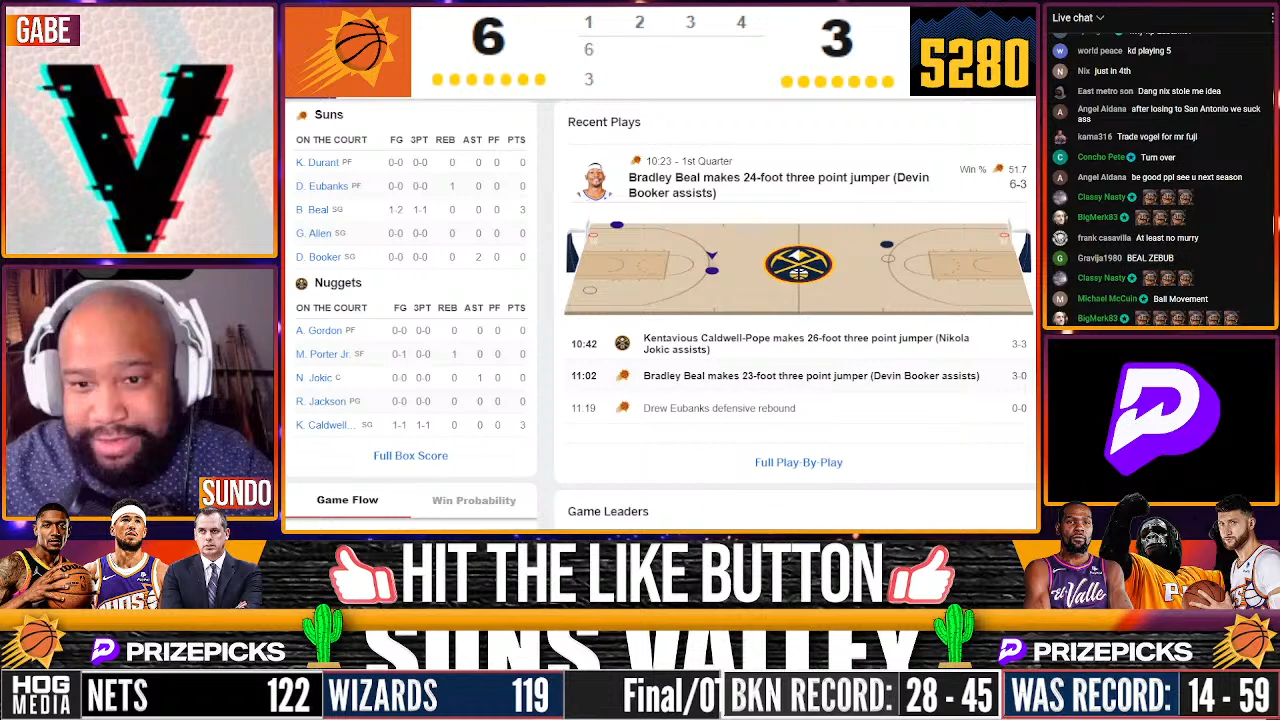 GABE
6
1 2 3 4
6
3
3
5280
Suns
ON THE COURT FG 3PT REB AST PF PTS
K. Durant PF 0-0 0-0 0 0 0 0
D. Eubanks PF 0-0 0-0 1 0 0 0
B. Beal SG 1-2 1-1 0 0 0 3
G. Allen SG 0-0 0-0 0 0 0 0
D. Booker SG 0-0 0-0 0 2 0 0
Nuggets
ON THE COURT FG 3PT REB AST PF PTS
A. Gordon PF 0-0 0-0 0 0 0 0
M. Porter Jr. SF 0-1 0-0 1 0 0 0
N. Jokic C 0-0 0-0 0 1 0 0
R. Jackson PG 0-0 0-0 0 0 0 0
K. Caldwell... SG 1-1 1-1 0 0 0 3
Full Box Score
Game Flow Win Probability
Recent Plays
10:23 - 1st Quarter
Bradley Beal makes 24-foot three point jumper (Devin
Booker assists)
Win % 51.7
6-3
10:42 Kentavious Caldwell-Pope makes 26-foot three point jumper (Nikola
Jokic assists) 3-3
11:02 Bradley Beal makes 23-foot three point jumper (Devin Booker assists) 3-0
11:19 Drew Eubanks defensive rebound 0-0
Full Play-By-Play
Game Leaders
Live chat
world peace kd playing 5
Nix just in 4th
East metro son Dang nix stole me idea
Angel Aldana after losing to San Antonio we suck
ass
kama316 Trade vogel for mr fuji
Concho Pete Turn over
Angel Aldana be good ppl see u next season
Classy Nasty
BigMerk83
frank casavilla At least no murry
Gravija1980 BEAL ZEBUB
Classy Nasty
Michael McCuin Ball Movement
BigMerk83
SUNDO
HIT THE LIKE BUTTON
SUNS VALLEY
PRIZEPICKS
PRIZEPICKS
HOG
MEDIA
NETS 122 WIZARDS 119 Final/OT BKN RECORD: 28 - 45 WAS RECORD: 14 - 59